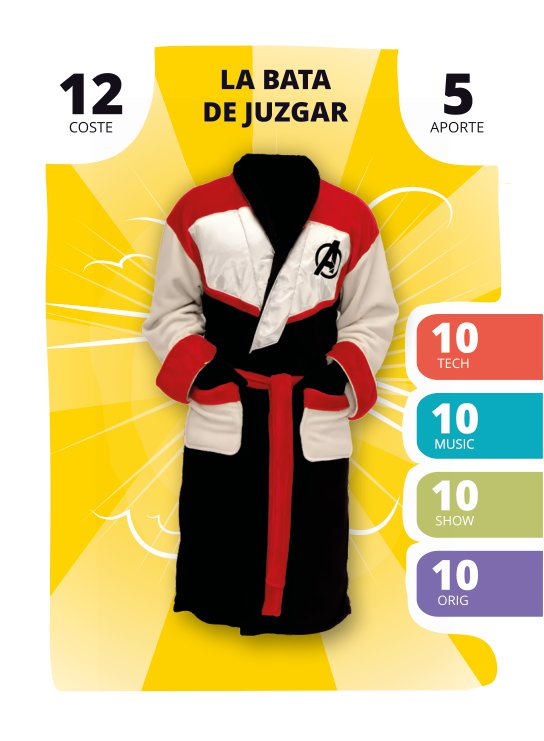 12
COSTE
LA BATA
DE JUZGAR
5
APORTE
10
TECH
10
MUSIC
10
SHOW
10
ORIG